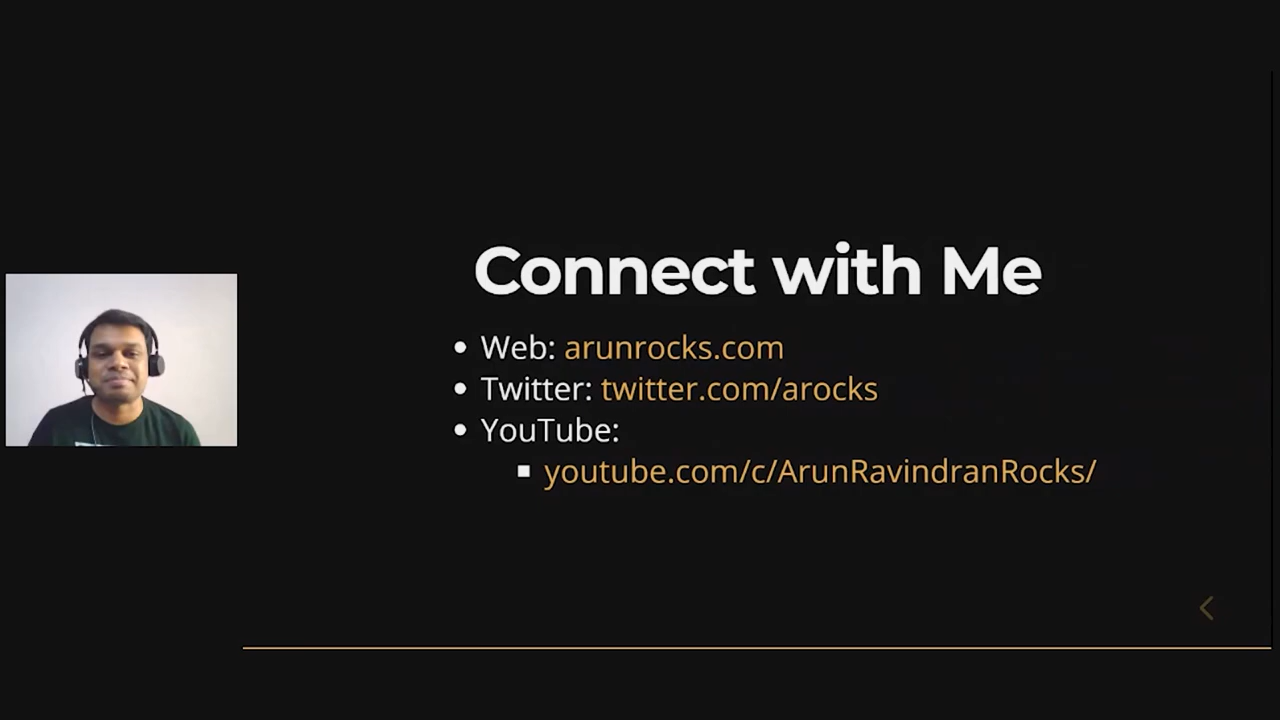 Connect with Me
Web: arunrocks.com
Twitter: twitter.com/arocks
YouTube:
youtube.com/c/ArunRavindranRocks/